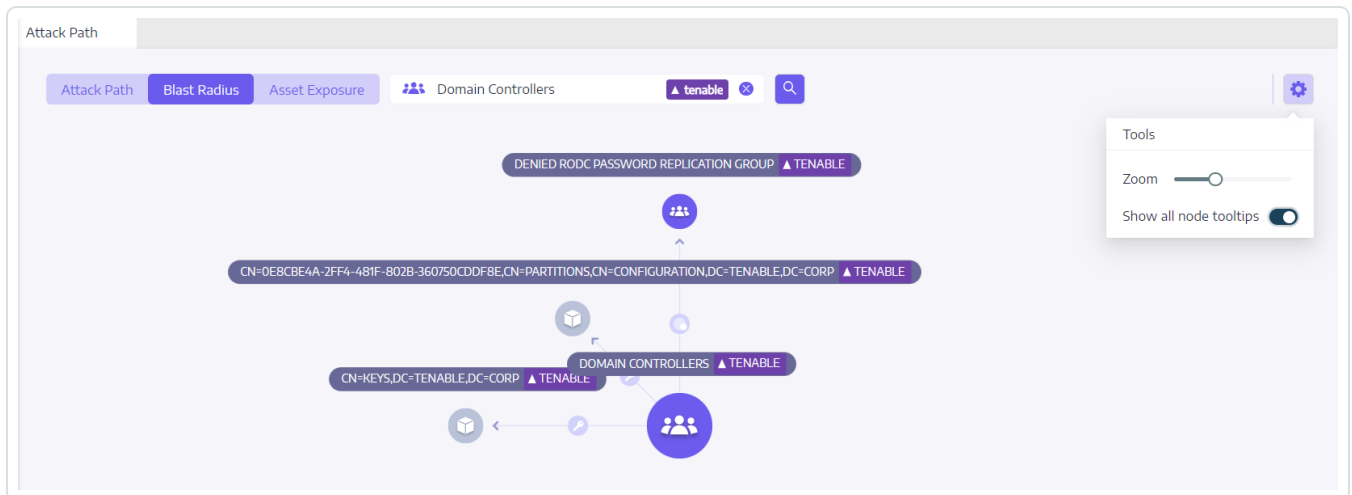 Attack Path
Attack Path Blast Radius Asset Exposure Domain Controllers tenable
Tools
Zoom
Show all node tooltips
DENIED RODC PASSWORD REPLICATION GROUP TENABLE
CN=0E8CBE4A-2FF4-481F-802B-360750CDDF8E,CN=PARTITIONS,CN=CONFIGURATION,DC=TENABLE,DC=CORP TENABLE
DOMAIN CONTROLLERS TENABLE
CN=KEYS,DC=TENABLE,DC=CORP TENABLE